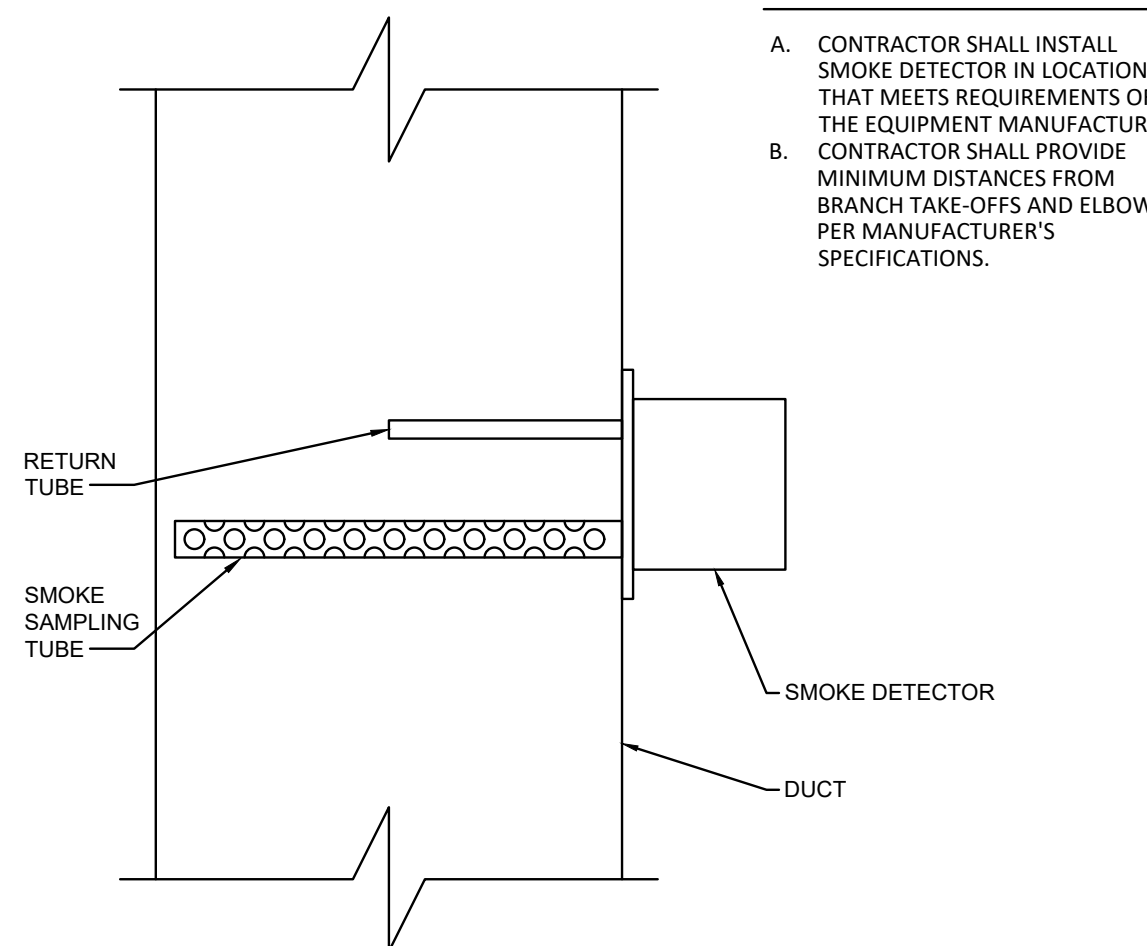 A. CONTRACTOR SHALL INSTALL
SMOKE DETECTOR IN LOCATION
THAT MEETS REQUIREMENTS
THE EQUIPMENT
B. CONTRACTOR SHALL PROVIDE
MINIMUM DISTANCES FROM
BRANCH TAKE-OFFS AND
PER MANUFACTURER'S
SPECIFICATIONS.
RETURN
TUBE
SMOKE
SAMPLING
TUBE
SMOKE DETECTOR
DUCT